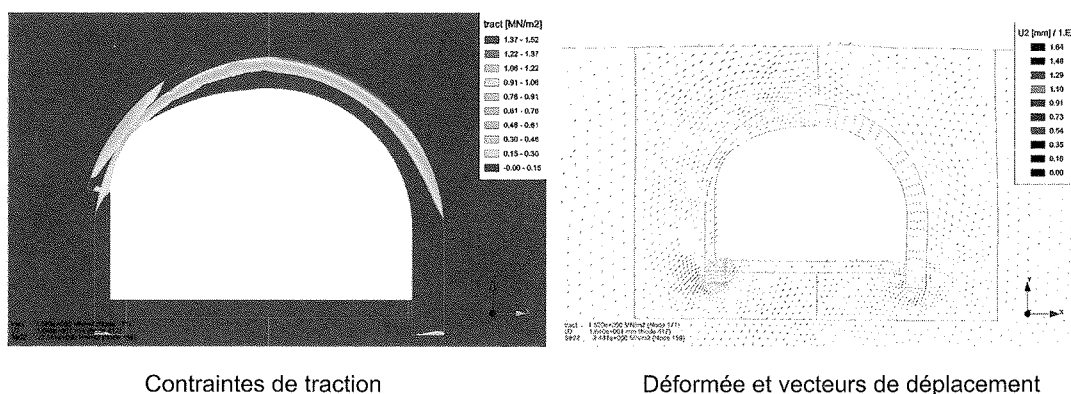 tract [MN/m2]
1.37 - 1.52
1.22 - 1.37
1.06 - 1.22
0.91 - 1.06
0.76 - 0.91
0.61 - 0.76
0.46 - 0.61
0.30 - 0.46
0.15 - 0.30
-0.00 - 0.15
U2 [mm] / 1.E
1.64
1.46
1.29
1.10
0.91
0.73
0.54
0.35
0.16
0.00
Y
X
Contraintes de traction
Déformée et vecteurs de déplacement